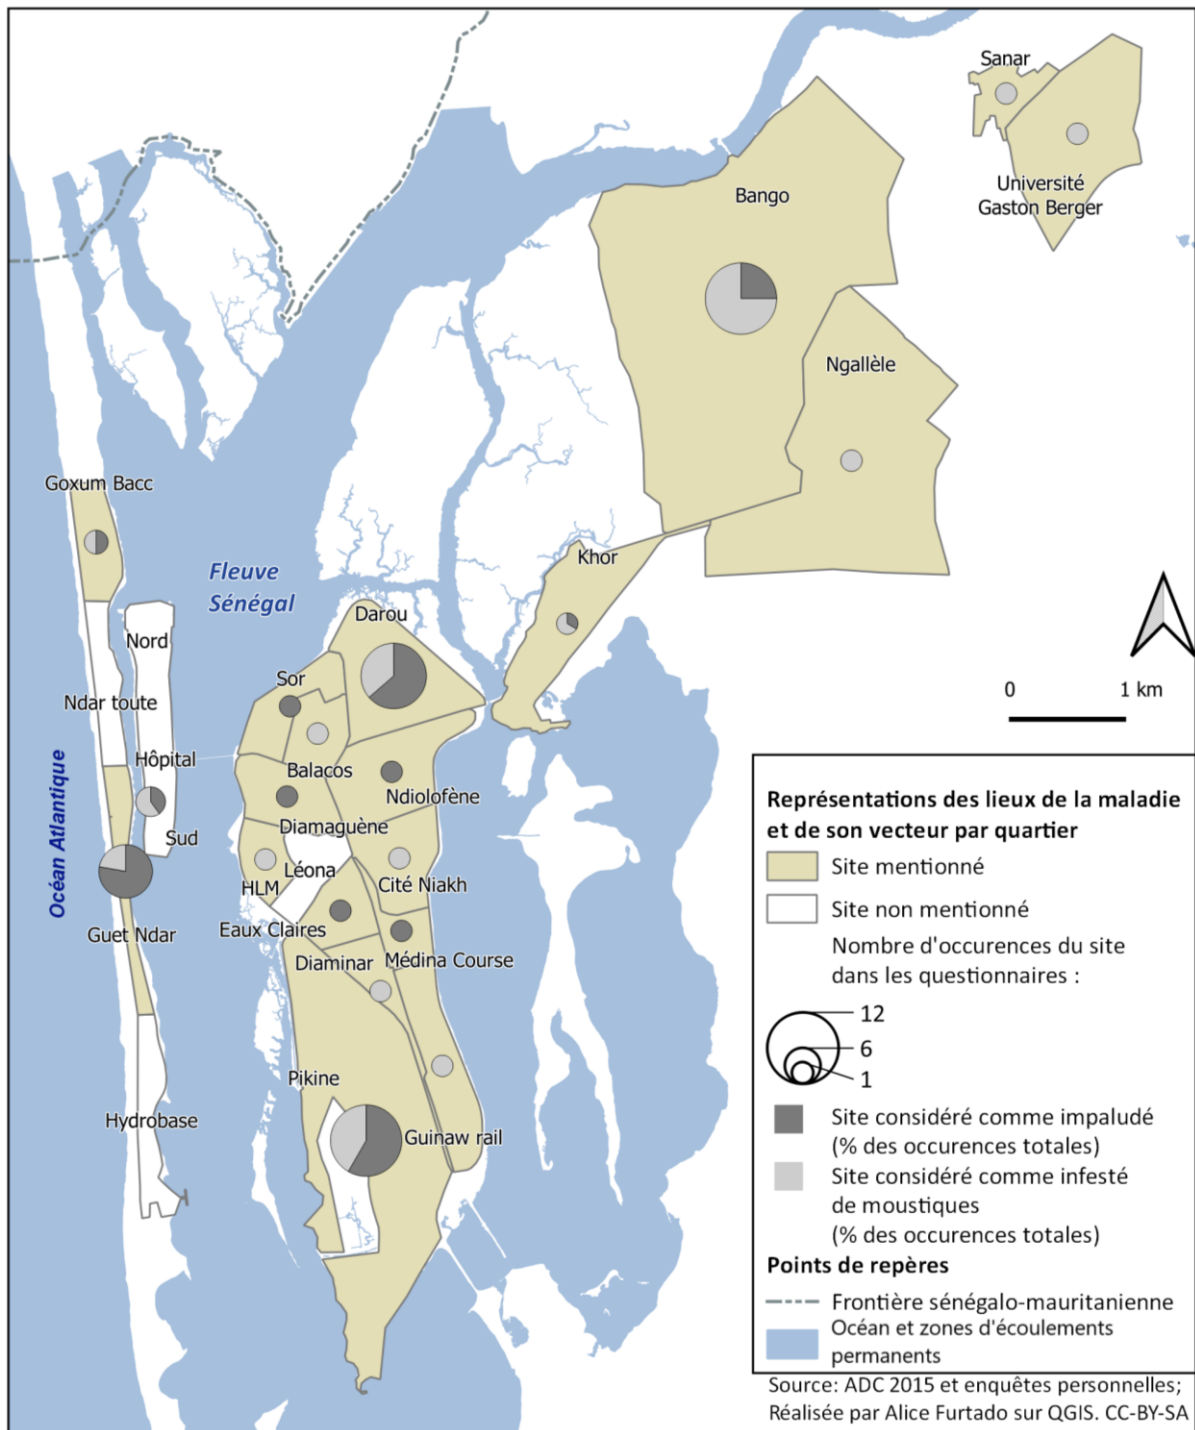 Sanar
Université
Gaston Berger
Bango
Ngallèle
Goxum Bacc
Khor
Fleuve
Sénégal
Darou
Nord
Sor
Ndar toute
Hôpital
Océan Atlantique
Balacos
Ndiolofène
Diamaguène
Sud
Léona
HLM
Cité Niakh
Eaux Claires
Guet Ndar
Diaminar
Médina Course
Pikine
Hydrobase
Guinaw rail
0 1 km
Représentations des lieux de la maladie
et de son vecteur par quartier
Site mentionné
Site non mentionné
Nombre d'occurences du site
dans les questionnaires :
12
6
1
Site considéré comme impaludé
(% des occurences totales)
Site considéré comme infesté
de moustiques
(% des occurences totales)
Points de repères
Frontière sénégalo-mauritanienne
Océan et zones d'écoulements
permanents
Source: ADC 2015 et enquêtes personnelles;
Réalisée par Alice Furtado sur QGIS. CC-BY-SA